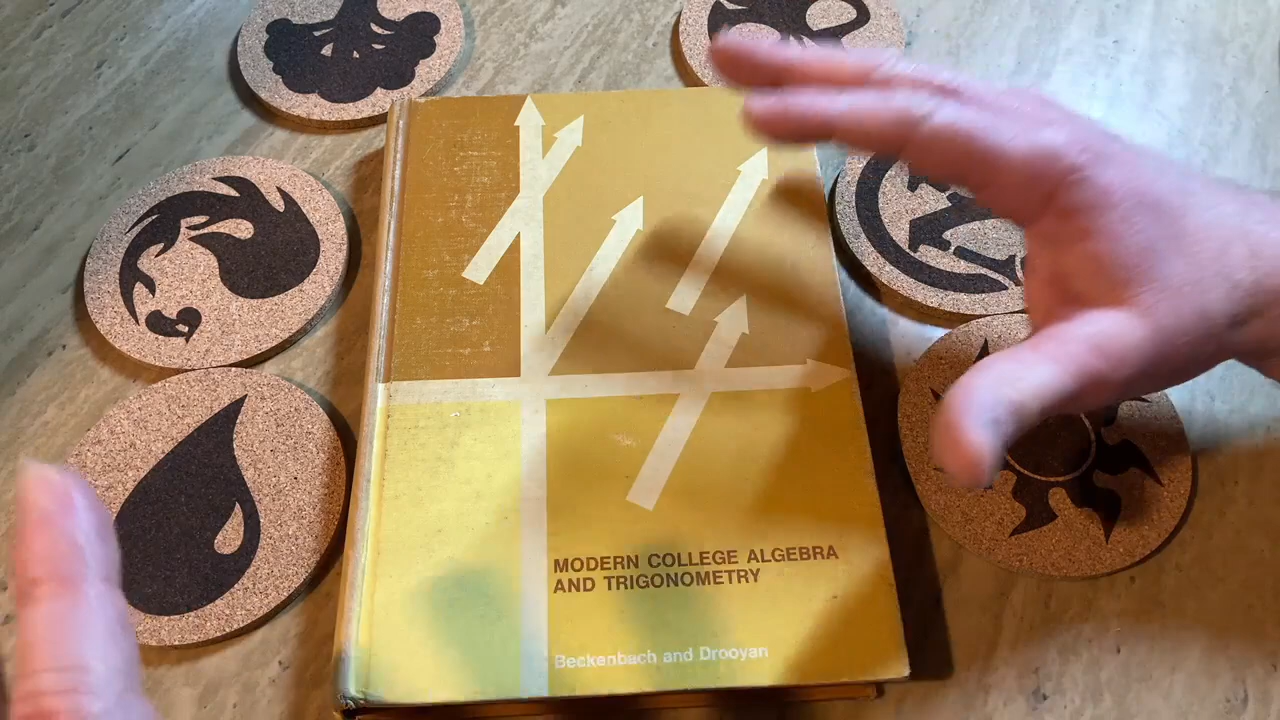 MODERN COLLEGE ALGEBRA
AND TRIGONOMETRY
Beckenbach and Drooyan